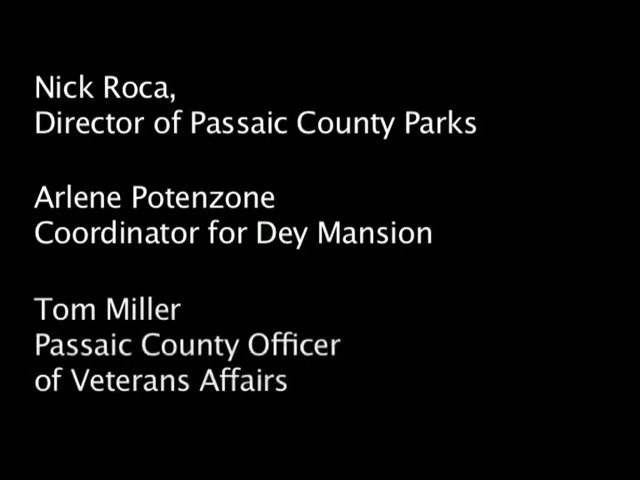 Nick Roca,
Director of Passaic County Parks
Arlene Potenzone
Coordinator for Dey Mansion
Tom Miller
Passaic County Officer
of Veterans Affairs